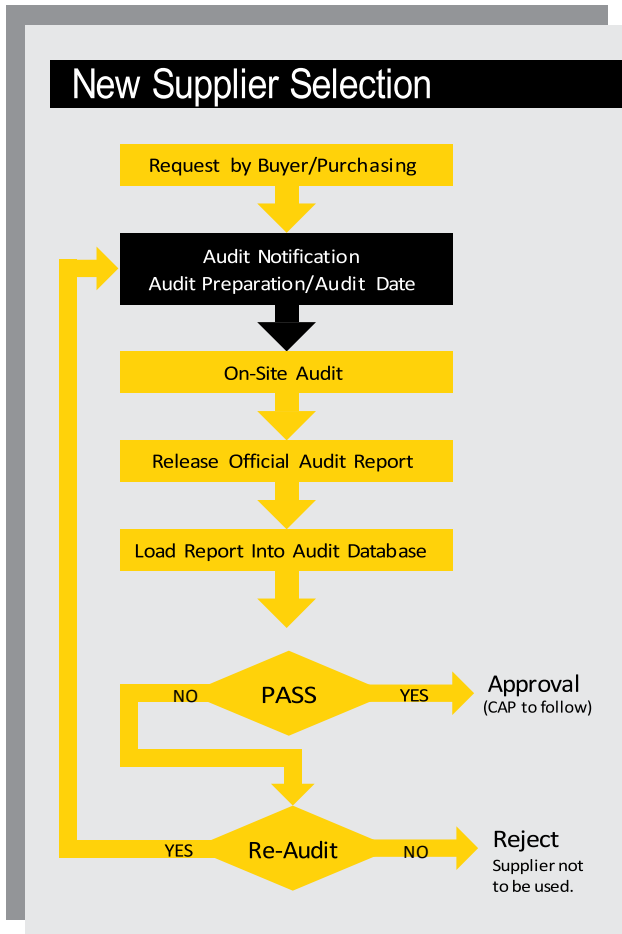 New Supplier Selection
Request by Buyer/Purchasing
Audit Notification
Audit Preparation/Audit Date
On-Site Audit
Release Official Audit Report
Load Report Into Audit Database
NO
PASS
YES
Approval
(CAP to follow)
YES
Re-Audit
NO
Reject
Supplier not
to be used.